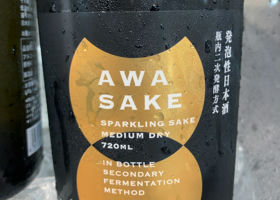 AWA
SAKE
SPARKLING SAKE
MEDIUM DRY
720ML
IN BOTTLE
SECONDARY
FERMENTATION
METHOD
発泡性日本酒
瓶内二次発酵方式